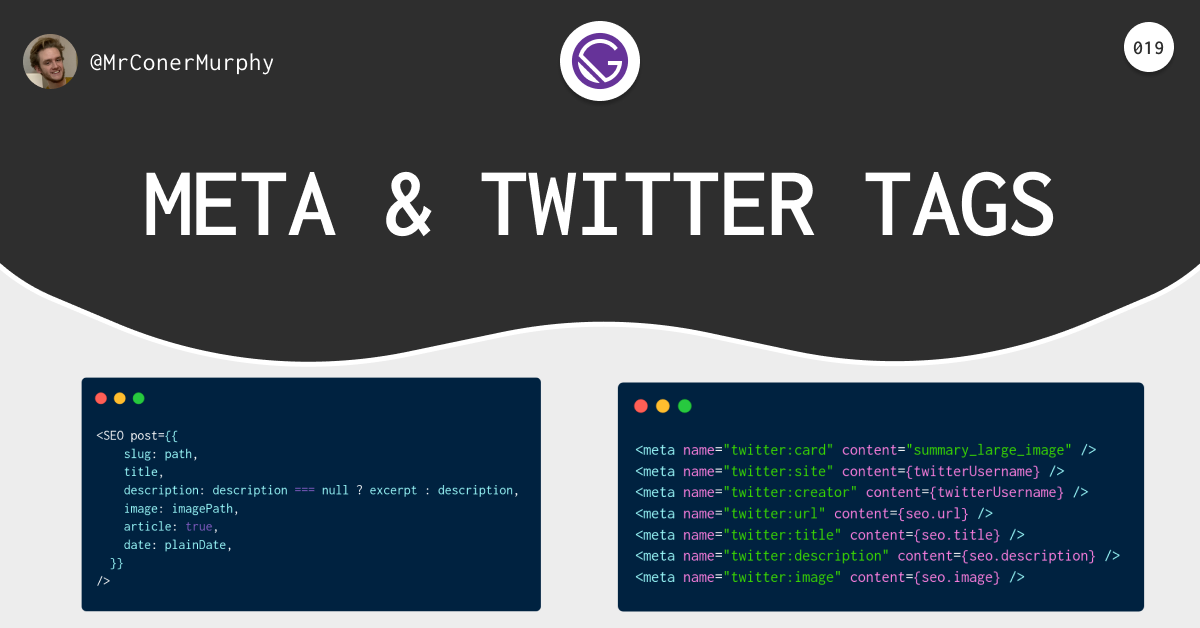 @MrConerMurphy
019
META & TWITTER TAGS
<SEO post={{
slug: path,
title,
description: description === null ? excerpt : description,
image: imagePath,
article: true,
date: plainDate,
}}
/>
<meta name="twitter:card" content="summary_large_image" />
<meta name="twitter:site" content={twitterUsername} />
<meta name="twitter:creator" content={twitterUsername} />
<meta name="twitter:url" content={seo.url} />
<meta name="twitter:title" content={seo.title} />
<meta name="twitter:description" content={seo.description} />
<meta name="twitter:image" content={seo.image} />